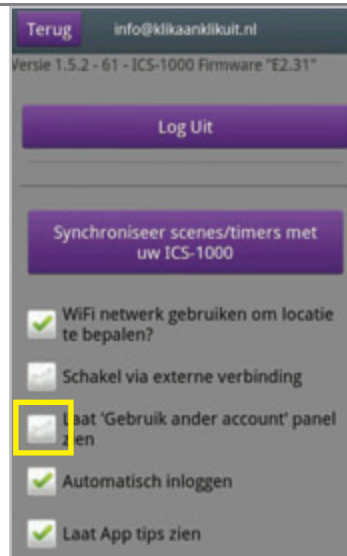 Terug
info@klikaanklikuit.nl
Versie 1.5.2 - 61 - ICS-1000 Firmware "E2.31"
Log Uit
Synchroniseer scenes/timers met
uw ICS-1000
WiFi netwerk gebruiken om locatie
te bepalen?
Schakel via externe verbinding
Laat 'Gebruik ander account' panel
zien
Automatisch inloggen
Laat App tips zien